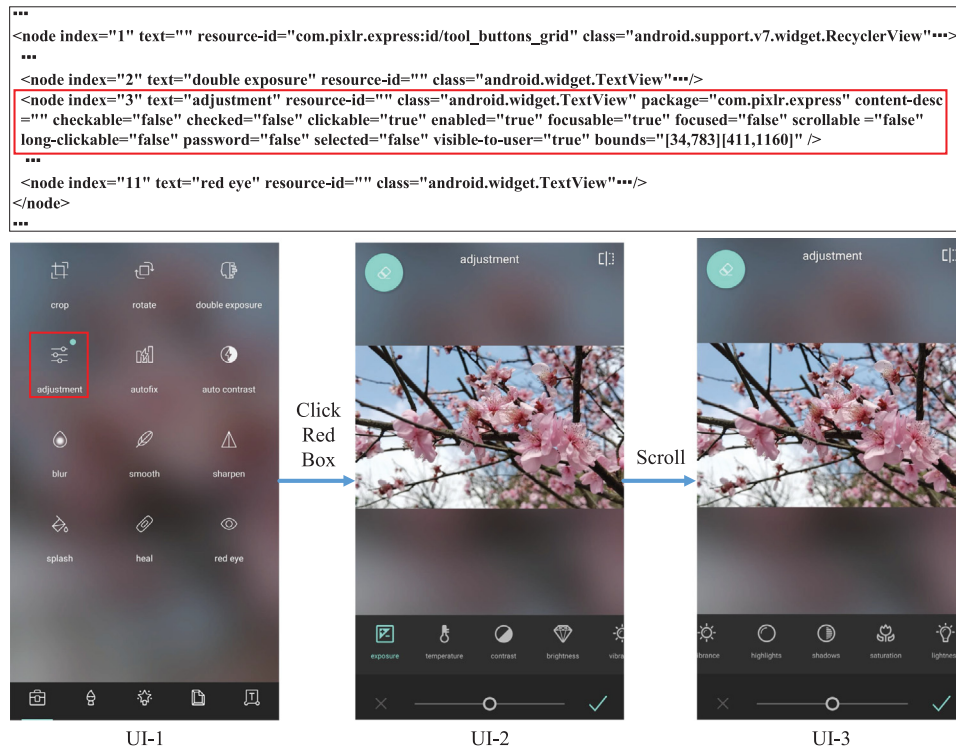 ...
<node index="1" text="" resource-id="com.pixlr.express:id/tool_buttons_grid" class="android.support.v7.widget.RecyclerView"...>
...
<node index="2" text="double exposure" resource-id="" class="android.widget.TextView".../>
<node index="3" text="adjustment" resource-id="" class="android.widget.TextView" package="com.pixlr.express" content-desc
="" checkable="false" checked="false" clickable="true" enabled="true" focusable="true" focused="false" scrollable ="false"
long-clickable="false" password="false" selected="false" visible-to-user="true" bounds="[34,783][411,1160]" />
...
<node index="11" text="red eye" resource-id="" class="android.widget.TextView".../>
</node>
...
crop rotate double exposure
adjustment autofix auto contrast
blur smooth sharpen
splash heal red eye
T
UI-1
Click
Red
Box
adjustment
exposure temperature contrast brightness vibra
UI-2
Scroll
adjustment
brance highlights shadows saturation lightness
UI-3